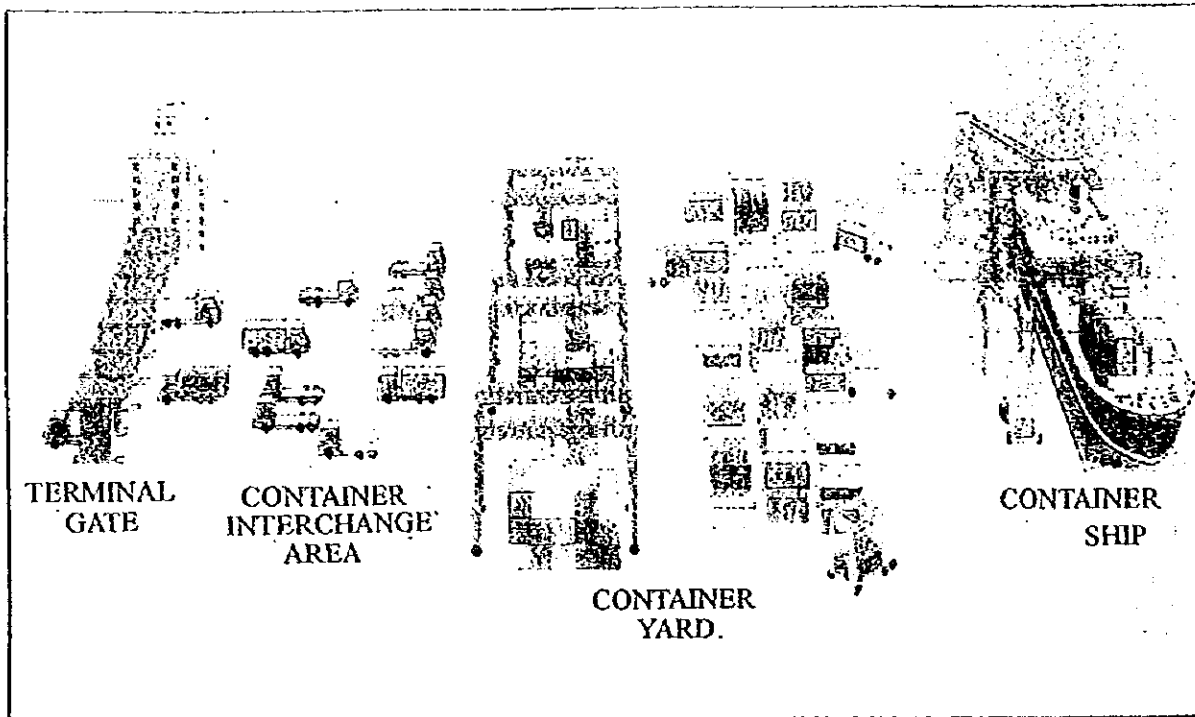 TERMINAL
GATE
CONTAINER
INTERCHANGE
AREA
CONTAINER
YARD.
CONTAINER
SHIP